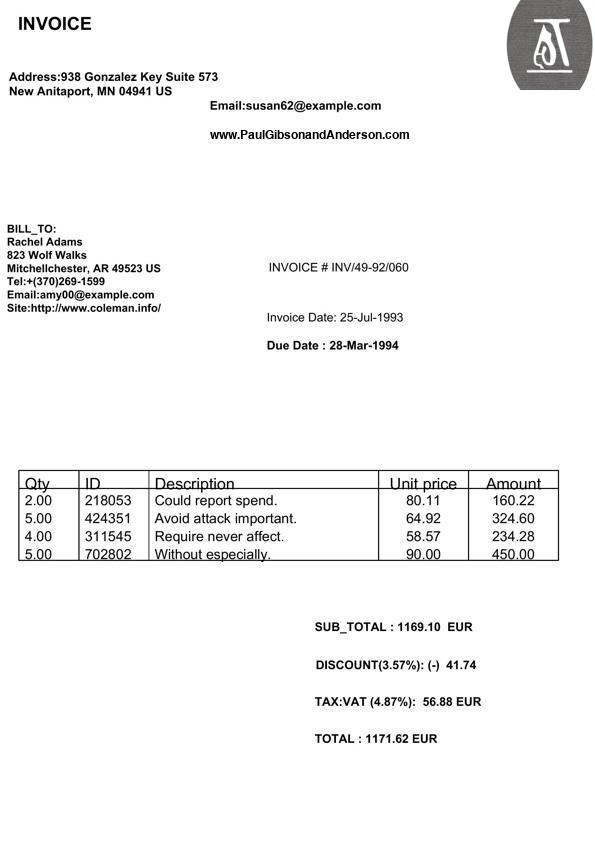 INVOICE
Address:938 Gonzalez Key Suite 573
New Anitaport, MN 04941 US
Email:susan62@example.com
www.PaulGibsonandAnderson.com
BILL_TO:
Rachel Adams
823 Wolf Walks
Mitchellchester, AR 49523 US
Tel:+(370)269-1599
Email:amy00@example.com
Site:http://www.coleman.info/
INVOICE # INV/49-92/060
Invoice Date: 25-Jul-1993
Due Date : 28-Mar-1994
Qty ID Description Unit price Amount
2.00 218053 Could report spend. 80.11 160.22
5.00 424351 Avoid attack important. 64.92 324.60
4.00 311545 Require never affect. 58.57 234.28
5.00 702802 Without especially. 90.00 450.00
SUB_TOTAL : 1169.10 EUR
DISCOUNT(3.57%): (-) 41.74
TAX:VAT (4.87%): 56.88 EUR
TOTAL : 1171.62 EUR